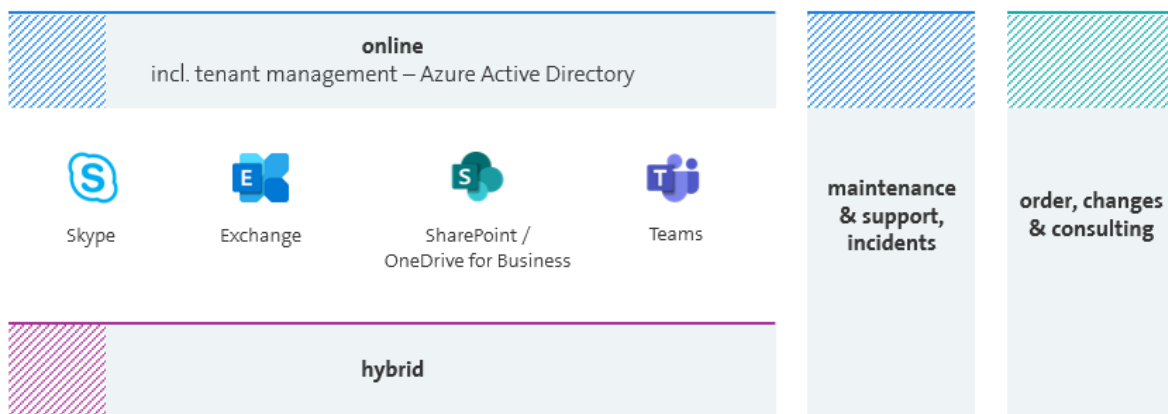 online
incl. tenant management – Azure Active Directory
S
E
S
T
Skype
Exchange
SharePoint /
OneDrive for Business
Teams
hybrid
maintenance
& support,
incidents
order, changes
& consulting